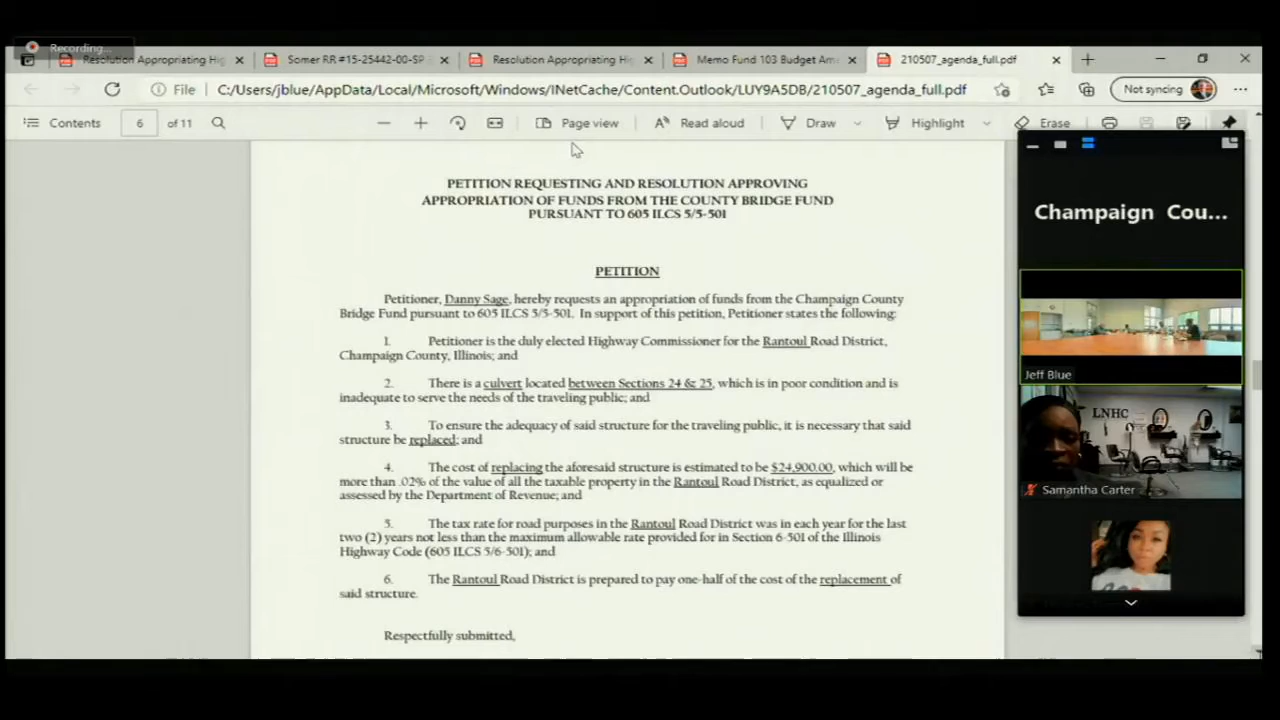 Recording...
Resolution Appropriating Hig
Somer RR #15-25442-00-SP
Resolution Appropriating Hig
Memo Fund 103 Budget Ame
210507_agenda_full.pdf
File
C:/Users/jblue/AppData/Local/Microsoft/Windows/INetCache/Content.Outlook/LUY9A5DB/210507_agenda_full.pdf
Not syncing
Contents
6
of 11
Page view
Read aloud
Draw
Highlight
Erase
PETITION REQUESTING AND RESOLUTION APPROVING
APPROPRIATION OF FUNDS FROM THE COUNTY BRIDGE FUND
PURSUANT TO 605 ILCS 5/5-501
PETITION
Petitioner, Danny Sage, hereby requests an appropriation of funds from the Champaign County
Bridge Fund pursuant to 605 ILCS 5/5-501. In support of this petition, Petitioner states the following:
1. Petitioner is the duly elected Highway Commissioner for the Rantoul Road District,
Champaign County, Illinois; and
2. There is a culvert located between Sections 24 & 25, which is in poor condition and is
inadequate to serve the needs of the traveling public; and
3. To ensure the adequacy of said structure for the traveling public, it is necessary that said
structure be replaced; and
4. The cost of replacing the aforesaid structure is estimated to be $24,900.00, which will be
more than .02% of the value of all the taxable property in the Rantoul Road District, as equalized or
assessed by the Department of Revenue; and
5. The tax rate for road purposes in the Rantoul Road District was in each year for the last
two (2) years not less than the maximum allowable rate provided for in Section 6-501 of the Illinois
Highway Code (605 ILCS 5/6-501); and
6. The Rantoul Road District is prepared to pay one-half of the cost of the replacement of
said structure.
Respectfully submitted,
Champaign Cou...
Jeff Blue
LNHC
Samantha Carter